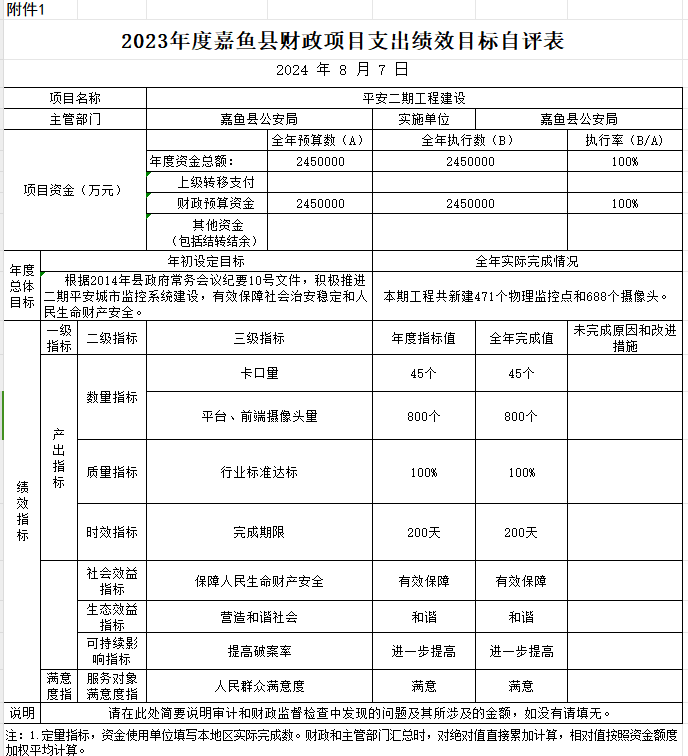 附件1
2023年度嘉鱼县财政项目支出绩效目标自评表
2024 年 8 月 7 日
项目名称 平安二期工程建设
主管部门 嘉鱼县公安局 实施单位 嘉鱼县公安局
项目资金（万元） 全年预算数（A） 全年执行数（B） 执行率（B/A）
年度资金总额： 2450000 2450000 100%
上级转移支付
财政预算资金 2450000 2450000 100%
其他资金
（包括结转结余）
年度
总体
目标
年初设定目标 全年实际完成情况
根据2014年县政府常务会议纪要10号文件，积极推进
二期平安城市监控系统建设，有效保障社会治安稳定和人
民生命财产安全。
本期工程共新建471个物理监控点和688个摄像头。
绩
效
指
标
一级
指标
二级指标 三级指标 年度指标值 全年完成值 未完成原因和改进
措施
产
出
指
标
数量指标 卡口量 45个 45个
平台、前端摄像头量 800个 800个
质量指标 行业标准达标 100% 100%
时效指标 完成期限 200天 200天
社会效益
指标
保障人民生命财产安全 有效保障 有效保障
生态效益
指标
营造和谐社会 和谐 和谐
可持续影
响指标
提高破案率 进一步提高 进一步提高
满意
度指
服务对象
满意度指
人民群众满意度 满意 满意
说明 请在此处简要说明审计和财政监督检查中发现的问题及其所涉及的金额，如没有请填无。
注：1.定量指标，资金使用单位填写本地区实际完成数。财政和主管部门汇总时，对绝对值直接累加计算，相对值按照资金额度
加权平均计算。